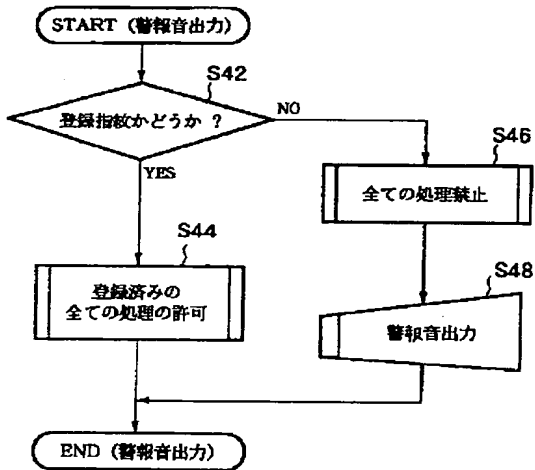 START (警報音出力)
S42
登録指紋かどうか ?
NO
YES
S46
全ての処理禁止
S44
登録済みの
全ての処理の許可
S48
警報音出力
END (警報音出力)